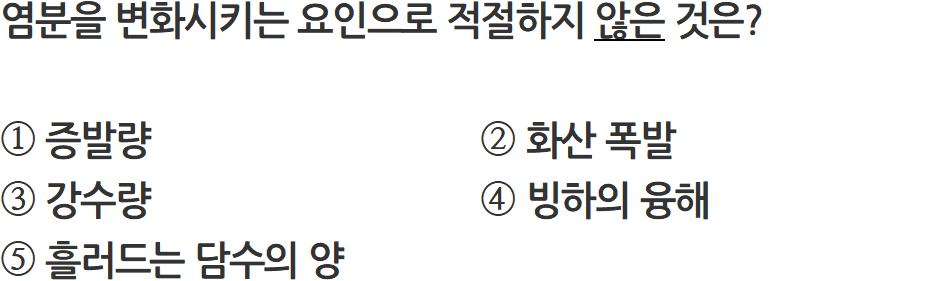 염분을 변화시키는 요인으로 적절하지 않은 것은?
① 증발량 ② 화산 폭발
③ 강수량 ④ 빙하의 융해
⑤ 흘러드는 담수의 양